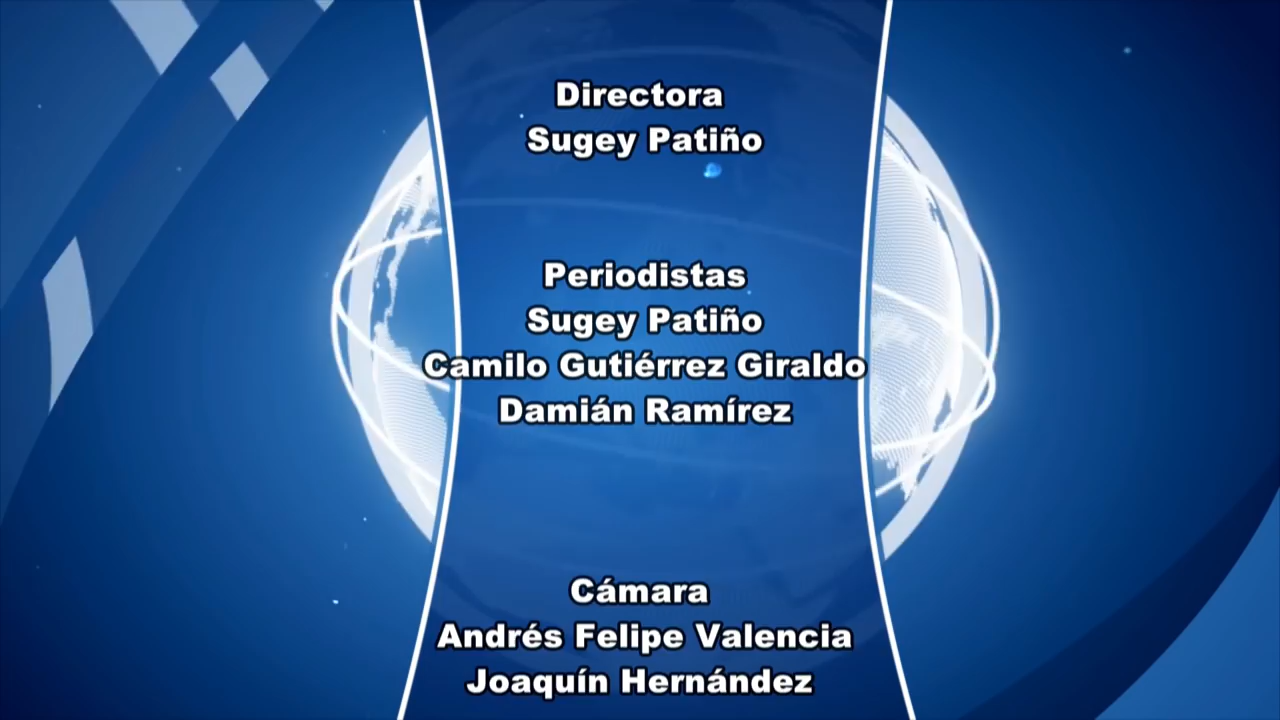 Directora
Sugey Patiño
Periodistas
Sugey Patiño
Camilo Gutiérrez Giraldo
Damián Ramírez
Cámara
Andrés Felipe Valencia
Joaquín Hernández